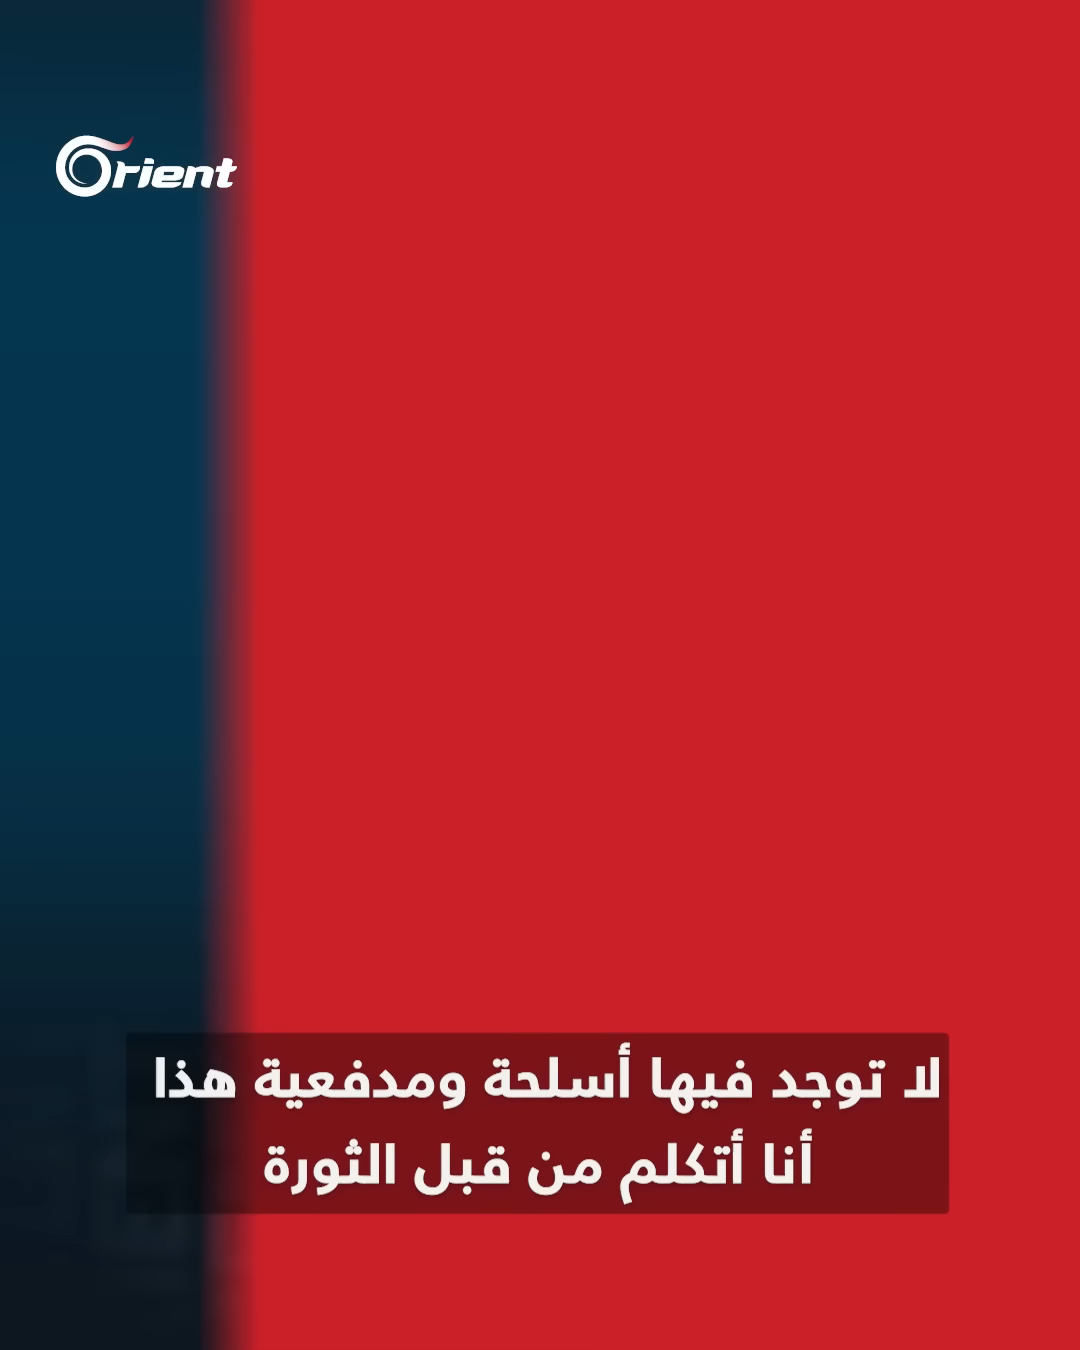 Orient
لا توجد فيها أسلحة ومدفعية هذا
أنا أتكلم من قبل الثورة